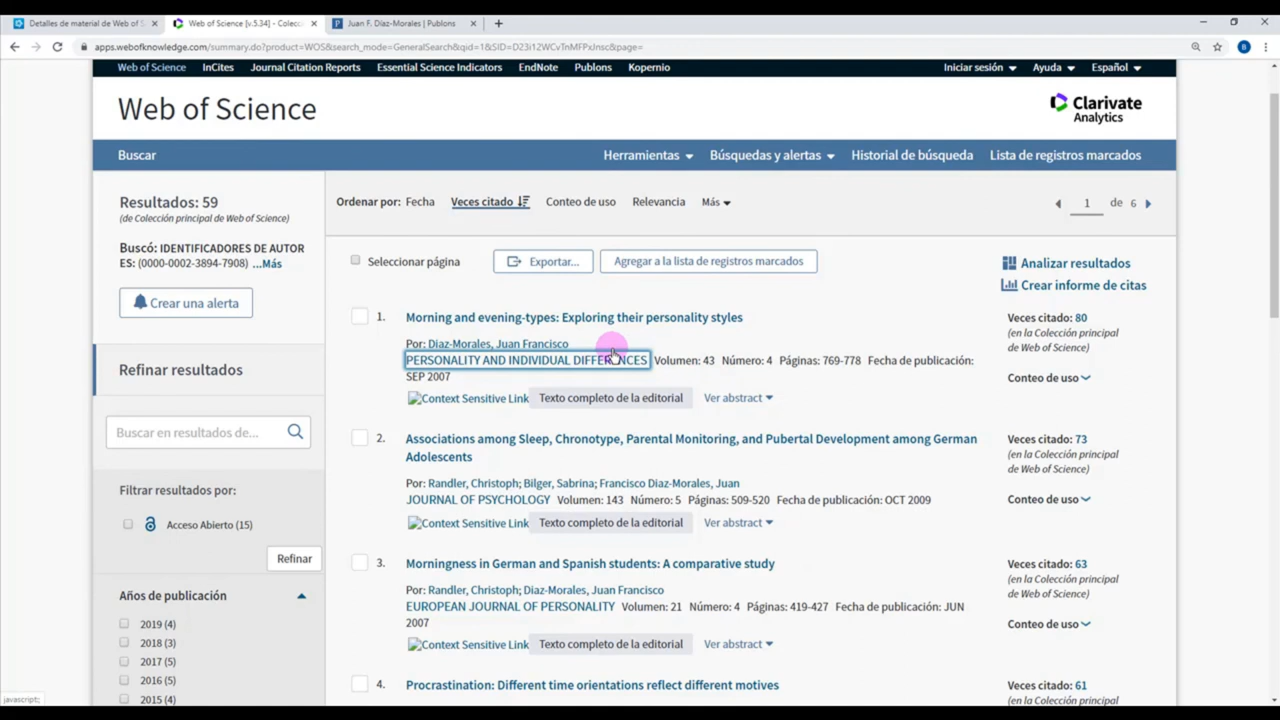 Detalles de material de Web of S
Web of Science [v.5.34] - Colecci
Juan F. Díaz-Morales | Publons
apps.webofknowledge.com/summary.do?product=WOS&search_mode=GeneralSearch&qid=1&SID=D23i12WCvTnMFPxJnsc&page=
Web of Science InCites Journal Citation Reports Essential Science Indicators EndNote Publons Kopernio Iniciar sesión Ayuda Español
Web of Science
Clarivate
Analytics
Buscar Herramientas Búsquedas y alertas Historial de búsqueda Lista de registros marcados
Resultados: 59
(de Colección principal de Web of Science)
Buscó: IDENTIFICADORES DE AUTOR
ES: (0000-0002-3894-7908) ...Más
Crear una alerta
Refinar resultados
Buscar en resultados de...
Filtrar resultados por:
Acceso Abierto (15)
Refinar
Años de publicación
2019 (4)
2018 (3)
2017 (5)
2016 (5)
2015 (4)
Ordenar por: Fecha Veces citado Conteo de uso Relevancia Más
1 de 6
Seleccionar página Exportar... Agregar a la lista de registros marcados
Analizar resultados
Crear informe de citas
1. Morning and evening-types: Exploring their personality styles
Por: Diaz-Morales, Juan Francisco
PERSONALITY AND INDIVIDUAL DIFFERENCES Volumen: 43 Número: 4 Páginas: 769-778 Fecha de publicación:
SEP 2007
Context Sensitive Link Texto completo de la editorial Ver abstract
Veces citado: 80
(en la Colección principal
de Web of Science)
Conteo de uso
2. Associations among Sleep, Chronotype, Parental Monitoring, and Pubertal Development among German
Adolescents
Por: Randler, Christoph; Bilger, Sabrina; Francisco Diaz-Morales, Juan
JOURNAL OF PSYCHOLOGY Volumen: 143 Número: 5 Páginas: 509-520 Fecha de publicación: OCT 2009
Context Sensitive Link Texto completo de la editorial Ver abstract
Veces citado: 73
(en la Colección principal
de Web of Science)
Conteo de uso
3. Morningness in German and Spanish students: A comparative study
Por: Randler, Christoph; Diaz-Morales, Juan Francisco
EUROPEAN JOURNAL OF PERSONALITY Volumen: 21 Número: 4 Páginas: 419-427 Fecha de publicación: JUN
2007
Context Sensitive Link Texto completo de la editorial Ver abstract
Veces citado: 63
(en la Colección principal
de Web of Science)
Conteo de uso
4. Procrastination: Different time orientations reflect different motives
Veces citado: 61
(en la Colección principal
javascript:;